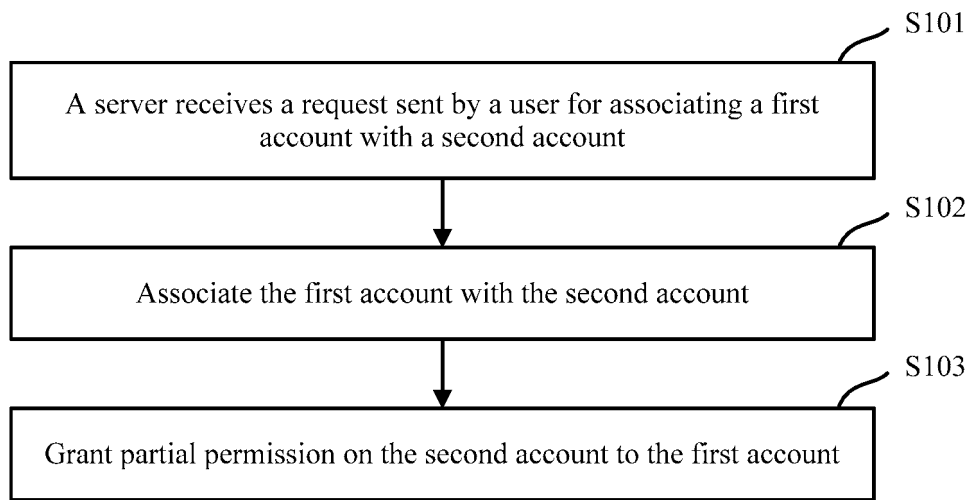 S101
A server receives a request sent by a user for associating a first
account with a second account
S102
Associate the first account with the second account
S103
Grant partial permission on the second account to the first account